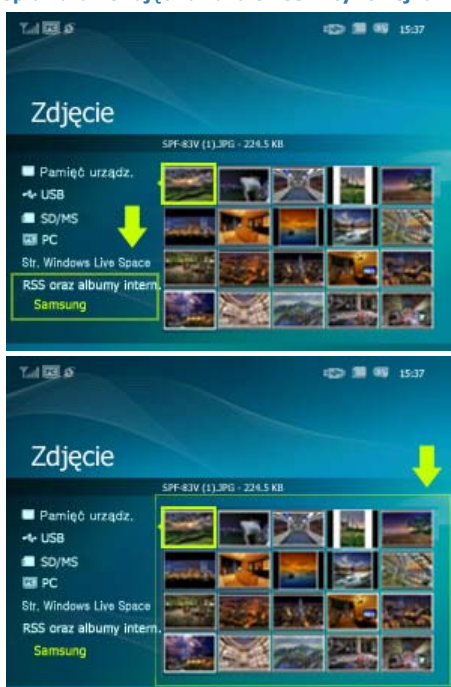 15:37
Zdjęcie
SPF-83V (1).JPG - 224.5 KB
Pamięć urządz.
USB
SD/MS
PC
Str. Windows Live Space
RSS oraz albumy intern.
Samsung
15:37
Zdjęcie
SPF-83V (1).JPG - 224.5 KB
Pamięć urządz.
USB
SD/MS
PC
Str. Windows Live Space
RSS oraz albumy intern.
Samsung